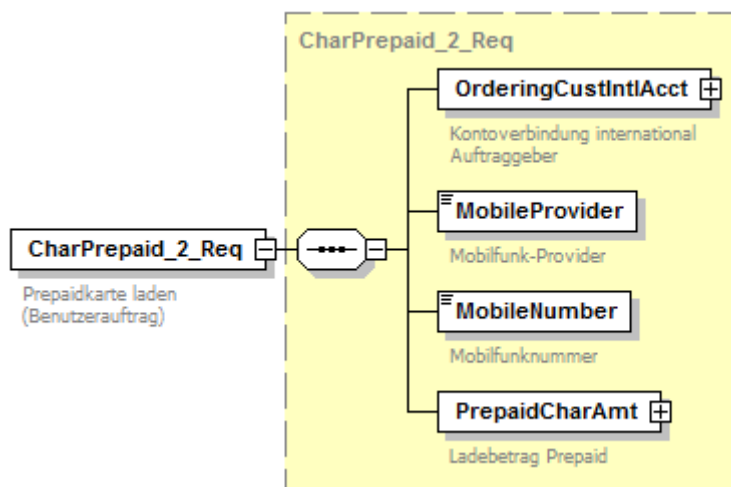 CharPrepaid_2_Req
OrderingCustIntlAcct
Kontoverbindung international
Auftraggeber
MobileProvider
Mobilfunk-Provider
CharPrepaid_2_Req
Prepaidkarte laden
(Benutzerauftrag)
MobileNumber
Mobilfunknummer
PrepaidCharAmt
Ladebetrag Prepaid